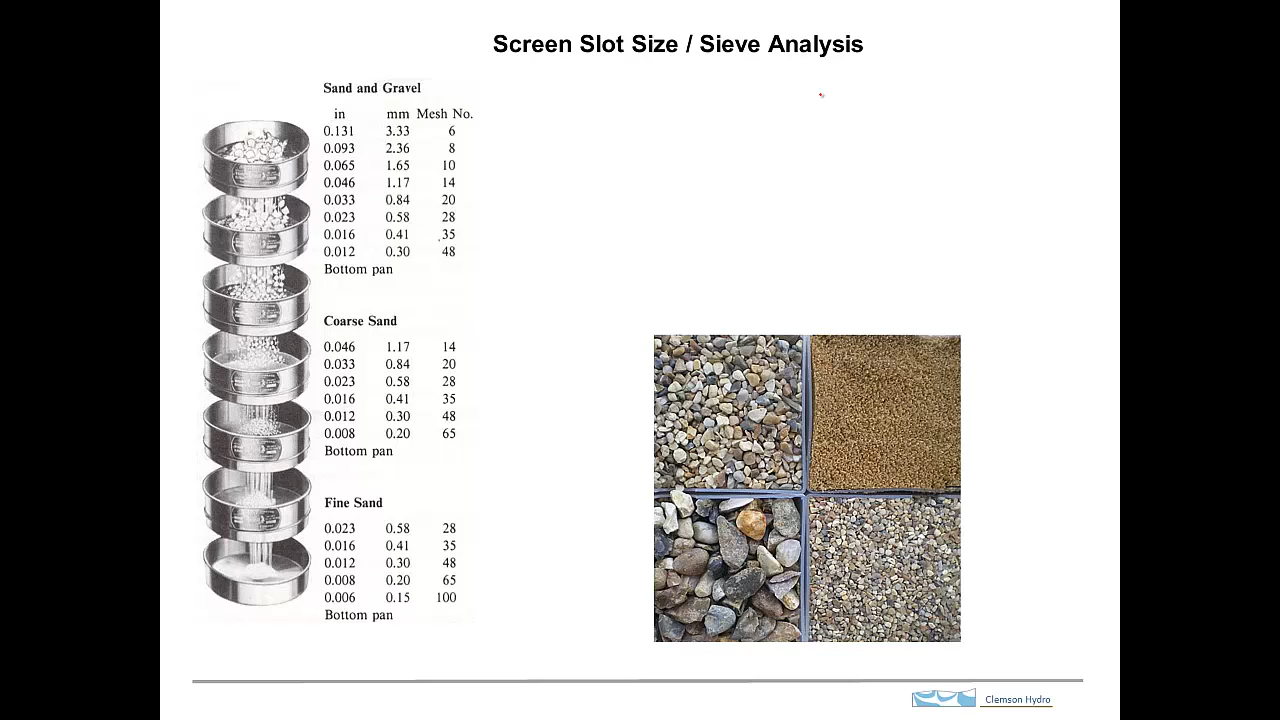 Screen Slot Size / Sieve Analysis
Sand and Gravel
in mm Mesh No.
0.131 3.33 6
0.093 2.36 8
0.065 1.65 10
0.046 1.17 14
0.033 0.84 20
0.023 0.58 28
0.016 0.41 35
0.012 0.30 48
Bottom pan
Coarse Sand
0.046 1.17 14
0.033 0.84 20
0.023 0.58 28
0.016 0.41 35
0.012 0.30 48
0.008 0.20 65
Bottom pan
Fine Sand
0.023 0.58 28
0.016 0.41 35
0.012 0.30 48
0.008 0.20 65
0.006 0.15 100
Bottom pan
Clemson Hydro